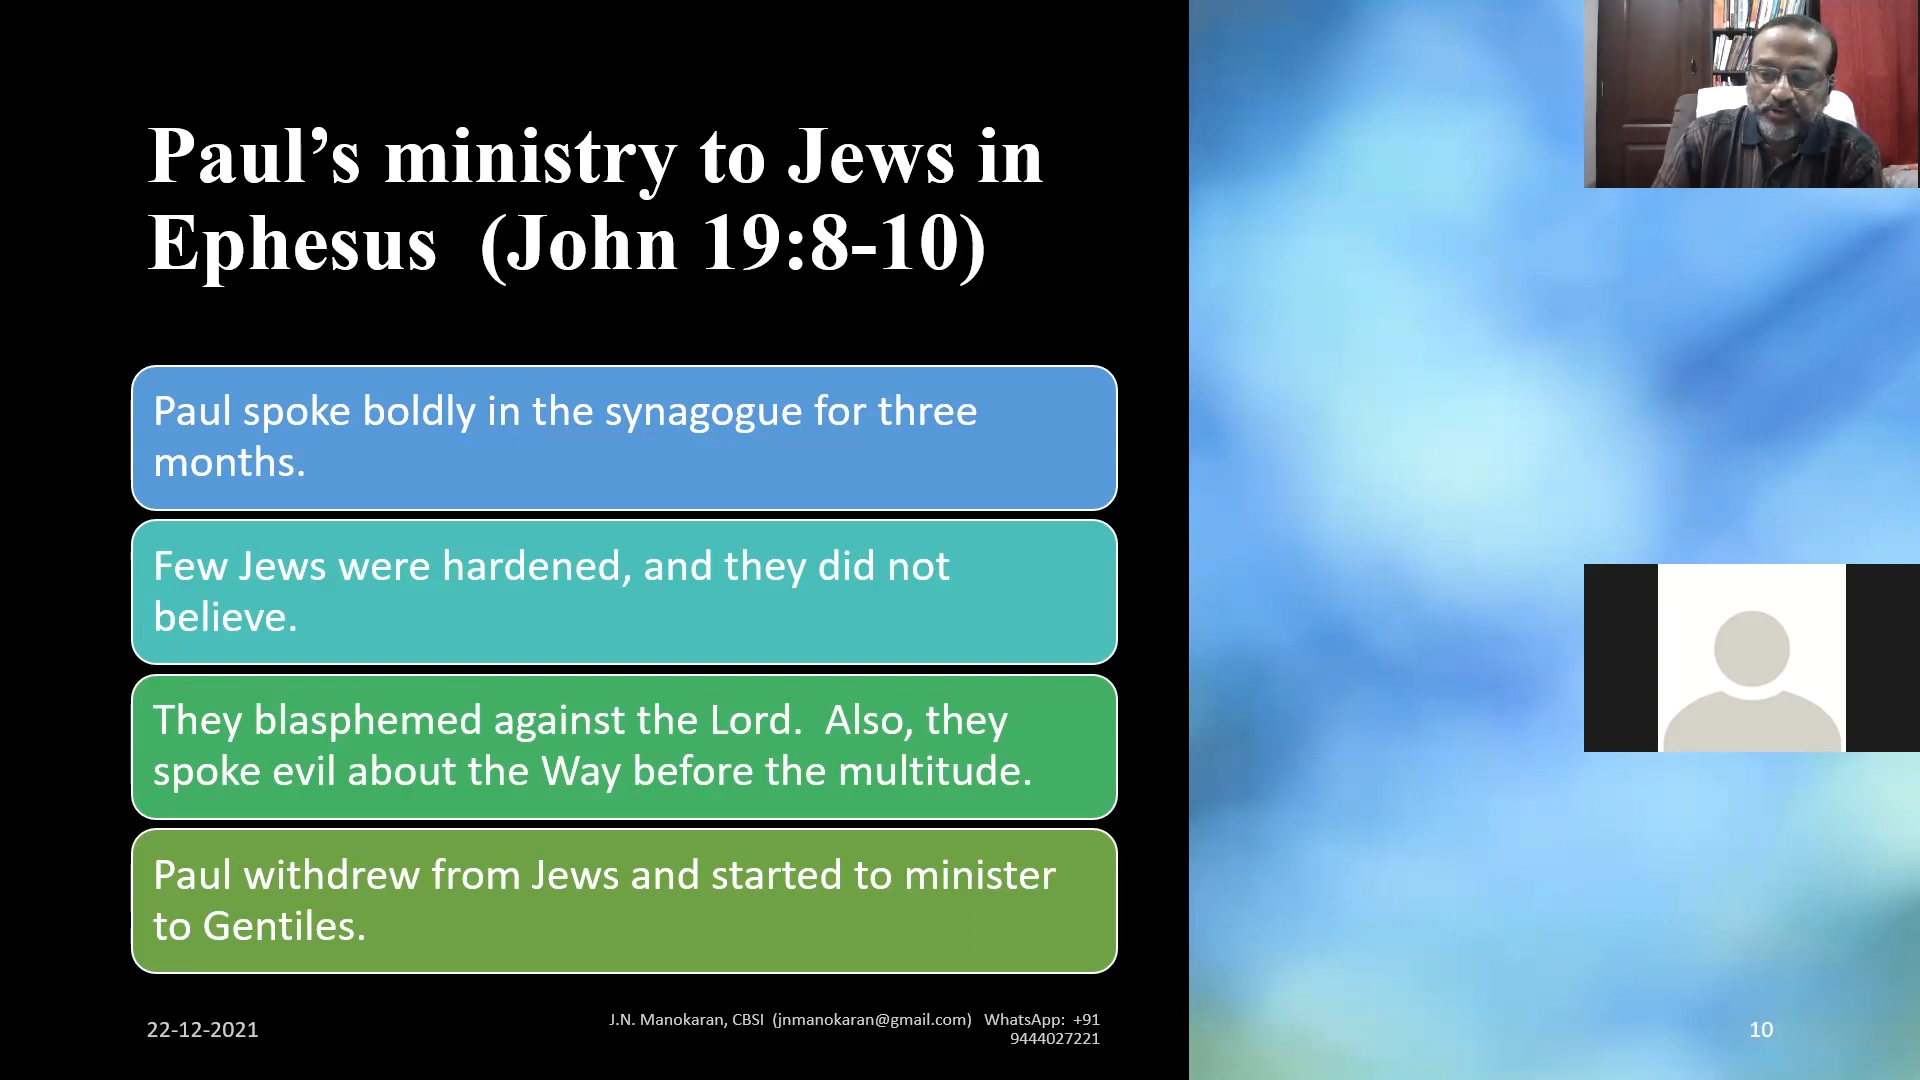 Paul’s ministry to Jews in
Ephesus  (John 19:8-10)
Paul spoke boldly in the synagogue for three
months.
Few Jews were hardened, and they did not
believe.
They blasphemed against the Lord.  Also, they
spoke evil about the Way before the multitude.
Paul withdrew from Jews and started to minister
to Gentiles.
22-12-2021
J.N. Manokaran, CBSI  (jnmanokaran@gmail.com)   WhatsApp:  +91
9444027221
10